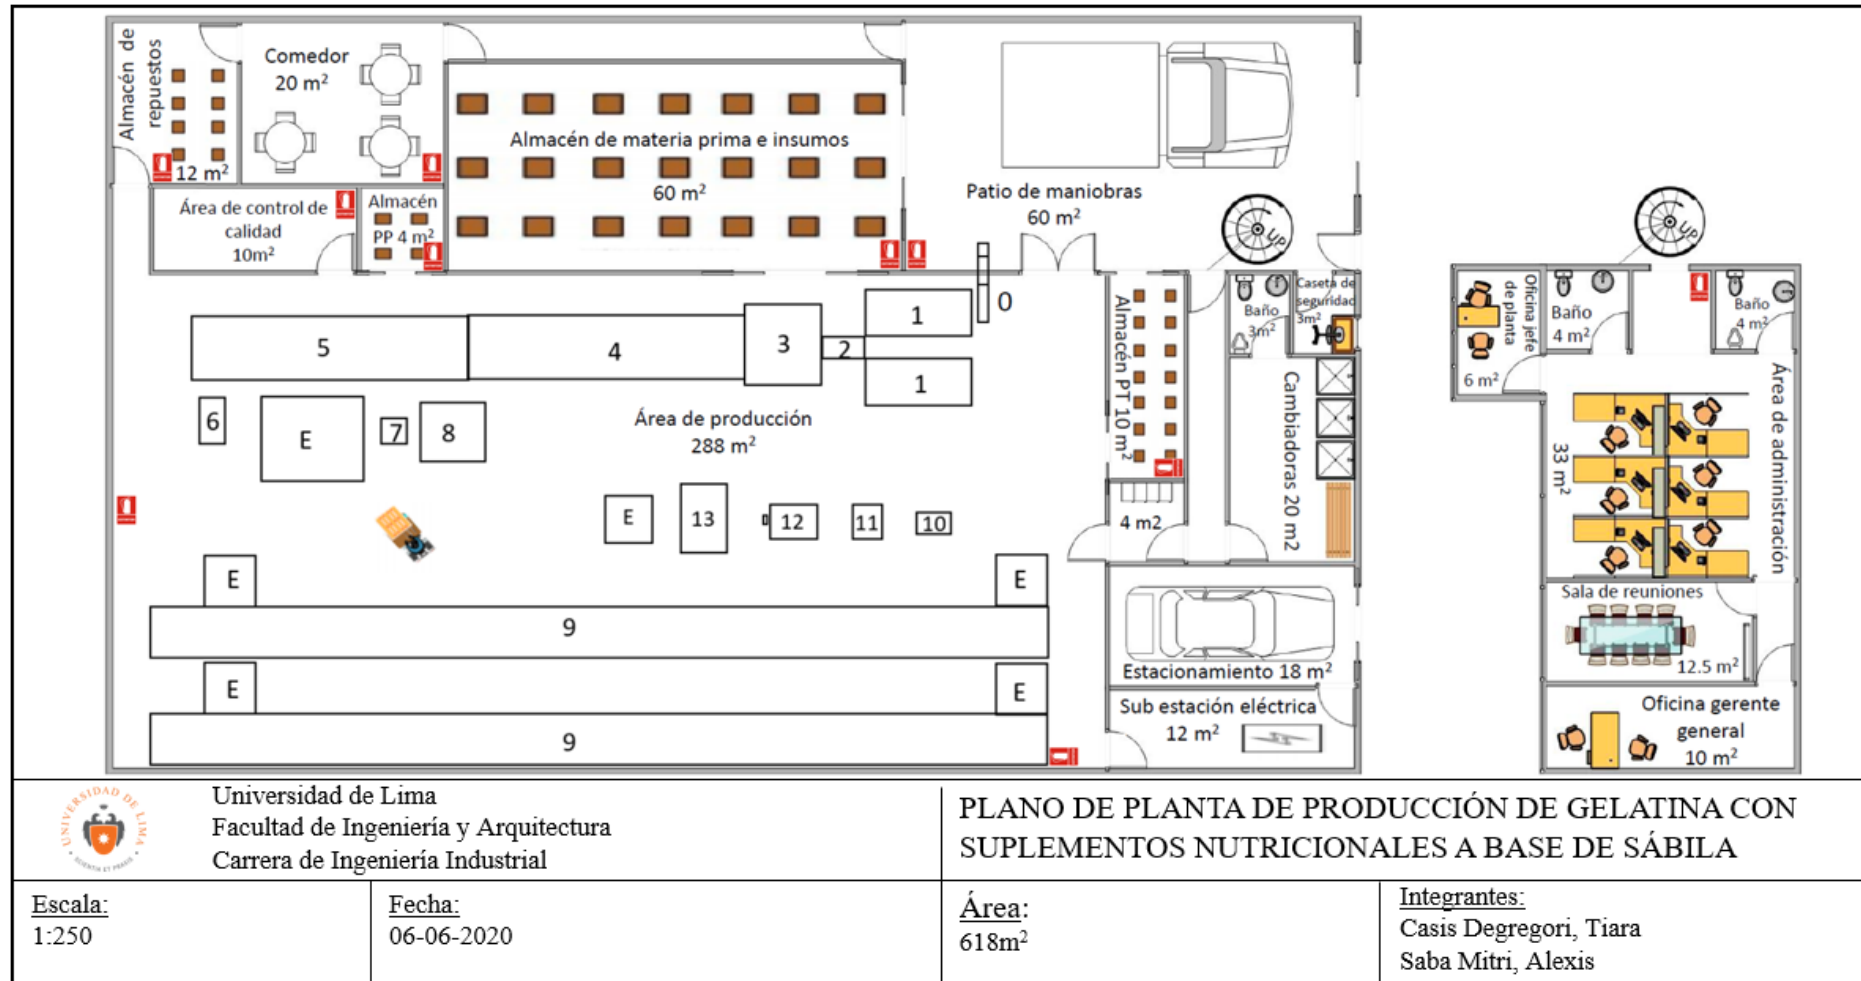 Almacén de
repuestos
12 m²
Comedor
20 m²
Almacén de materia prima e insumos
60 m²
Patio de maniobras
60 m²
UP
Área de control de
calidad
10m²
Almacén
PP 4 m²
0
1
1
2
3
4
5
6
E
7
8
Área de producción
288 m²
E
13
12
11
10
E
E
9
E
E
9
Almacén PT 10 m²
4 m2
Baño
3m²
Caseta de
seguridad
3m²
Cambiadoras 20 m2
Estacionamiento 18 m²
Sub estación eléctrica
12 m²
UP
Oficina jefe
de planta
6 m²
Baño
4 m²
Baño
4 m²
Área de administración
33 m²
Sala de reuniones
12.5 m²
Oficina gerente
general
10 m²
UNIVERSIDAD DE LIMA
SCIENTIA ET PRAXIS
Universidad de Lima
Facultad de Ingeniería y Arquitectura
Carrera de Ingeniería Industrial
PLANO DE PLANTA DE PRODUCCIÓN DE GELATINA CON
SUPLEMENTOS NUTRICIONALES A BASE DE SÁBILA
Escala:
1:250
Fecha:
06-06-2020
Área:
618m²
Integrantes:
Casis Degregori, Tiara
Saba Mitri, Alexis